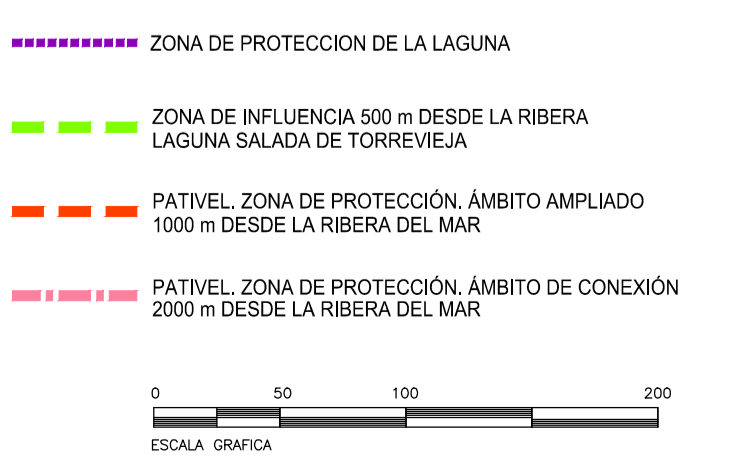 ZONA DE PROTECCION DE LA LAGUNA
ZONA DE INFLUENCIA 500 m DESDE LA RIBERA
LAGUNA SALADA DE TORREVIEJA
PATIVEL. ZONA DE PROTECCIÓN. ÁMBITO AMPLIADO
1000 m DESDE LA RIBERA DEL MAR
PATIVEL. ZONA DE PROTECCIÓN. ÁMBITO DE CONEXIÓN
2000 m DESDE LA RIBERA DEL MAR
0 50 100 200
ESCALA GRAFICA